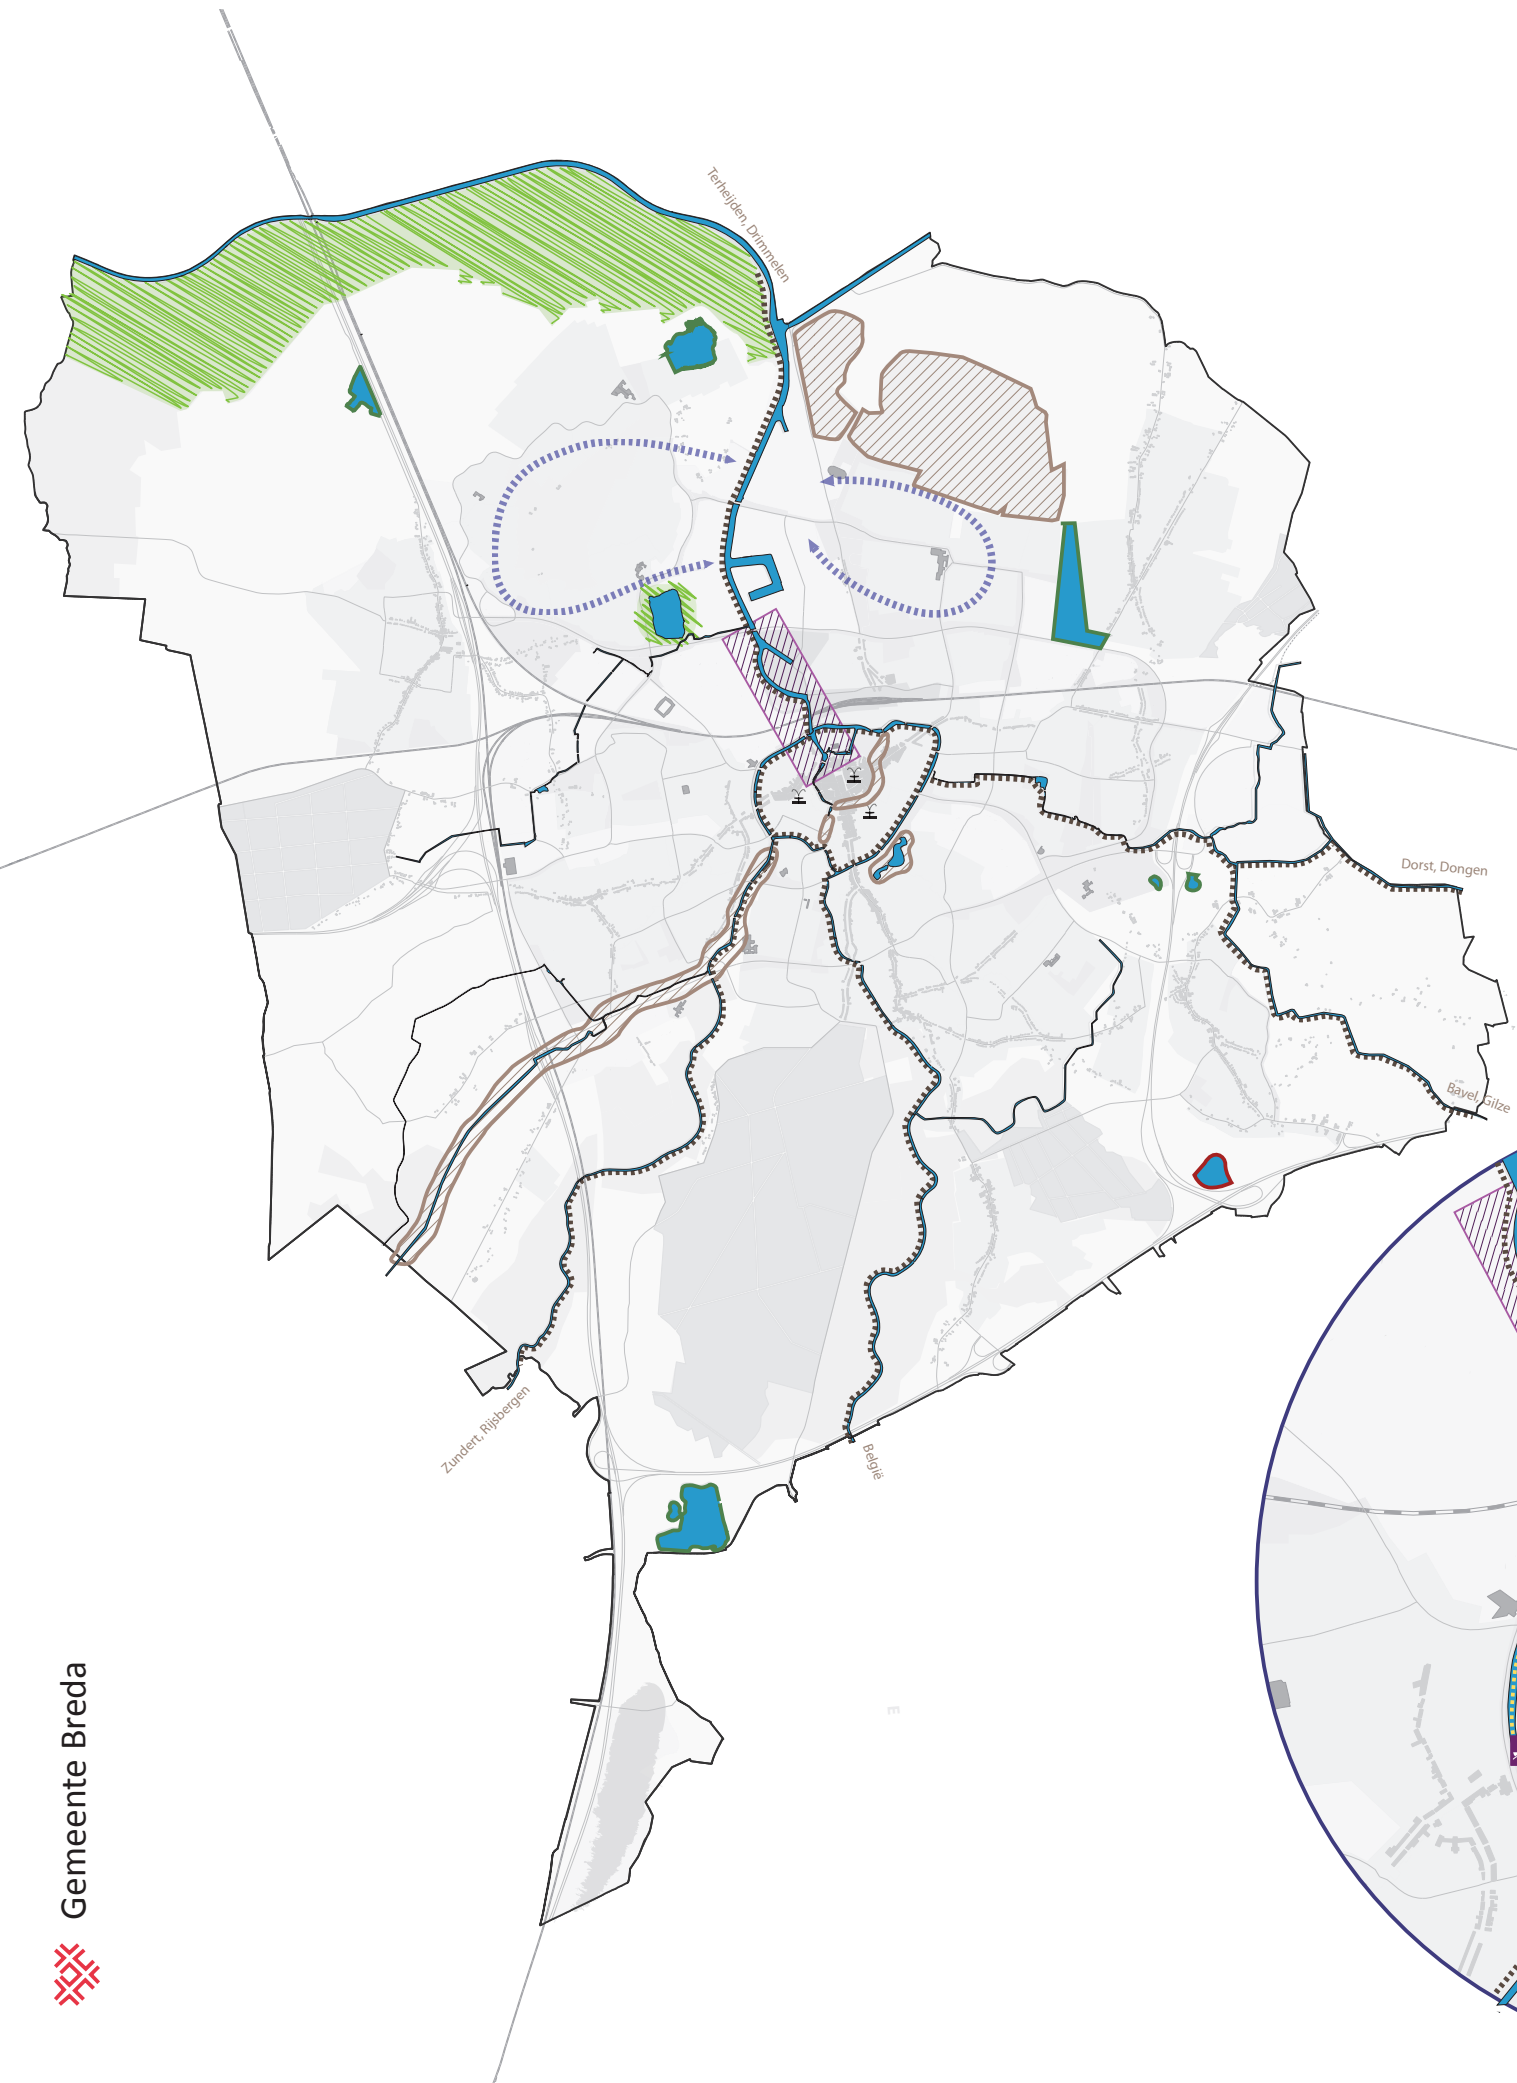 Terheijden, Drimmelen
Dorst, Dongen
Bavel, Gilze
Zundert, Rijsbergen
België
E
Gemeente Breda